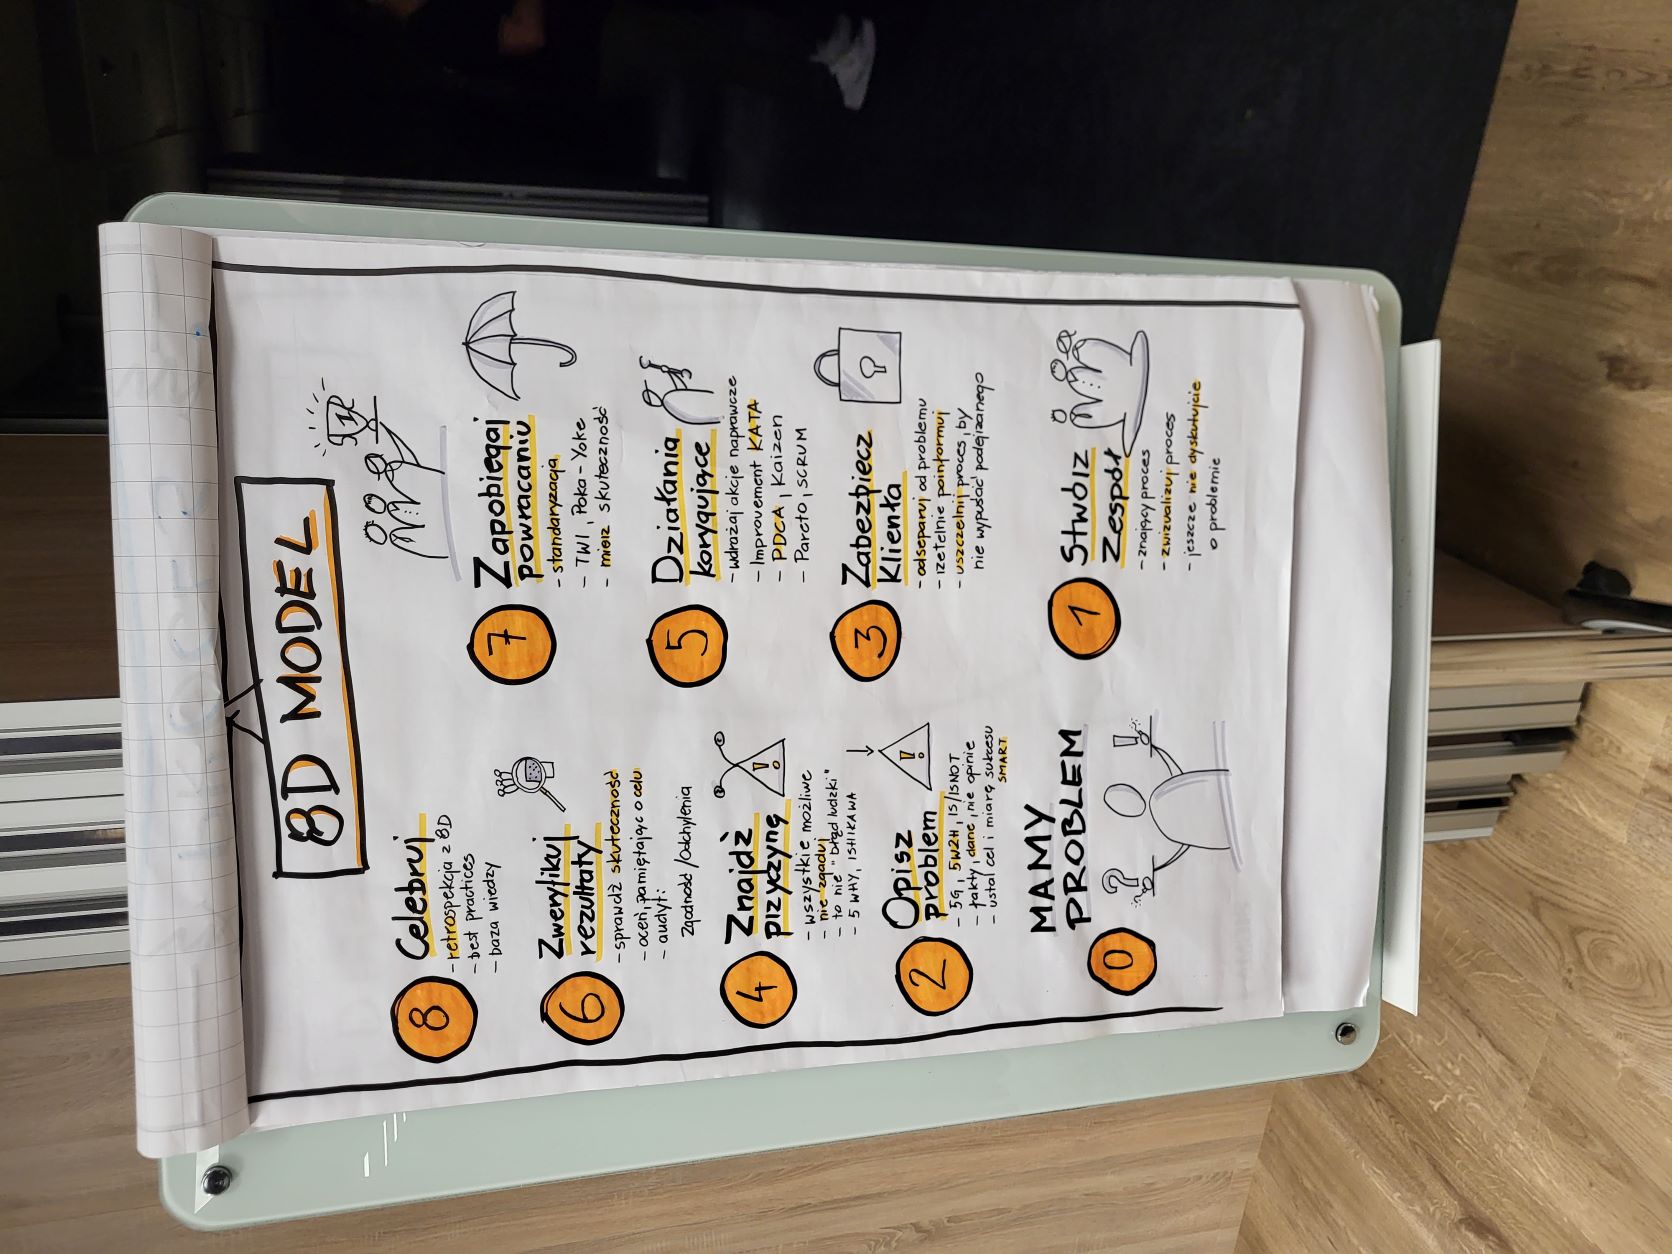 8D MODEL
8
Celebruj
- retrospekcja z 8D
- best practices
- baza wiedzy
7
Zapobiegaj
powracaniu
- standaryzacja
- TWI, Poka-Yoke
- mierz skuteczność
6
Zweryfikuj
rezultaty
- sprawdź skuteczność
- oceń, pamiętając o celu
- audyt:
Zgodność / Odchylenia
5
Działania
korygujące
- wdrażaj akcje naprawcze
- Improvement KATA
- PDCA, Kaizen
- Pareto, SCRUM
4
Znajdź
przyczynę
- wszystkie możliwe
- nie zgaduj
- to nie "błąd ludzki"
- 5 WHY, ISHIKAWA
3
Zabezpiecz
Klienta
- odseparuj od problemu
- rzetelnie poinformuj
- uszczelnij proces, by
nie wypuścić podejrzanego
2
Opisz
problem
- 5G, 5W2H, IS/ISNOT
- fakty, dane, nie opinie
- ustal cel i miarę sukcesu
SMART
1
Stwórz
Zespół
- znający proces
- zwizualizuj proces
- jeszcze nie dyskutujcie
o problemie
MAMY
PROBLEM
0
? !